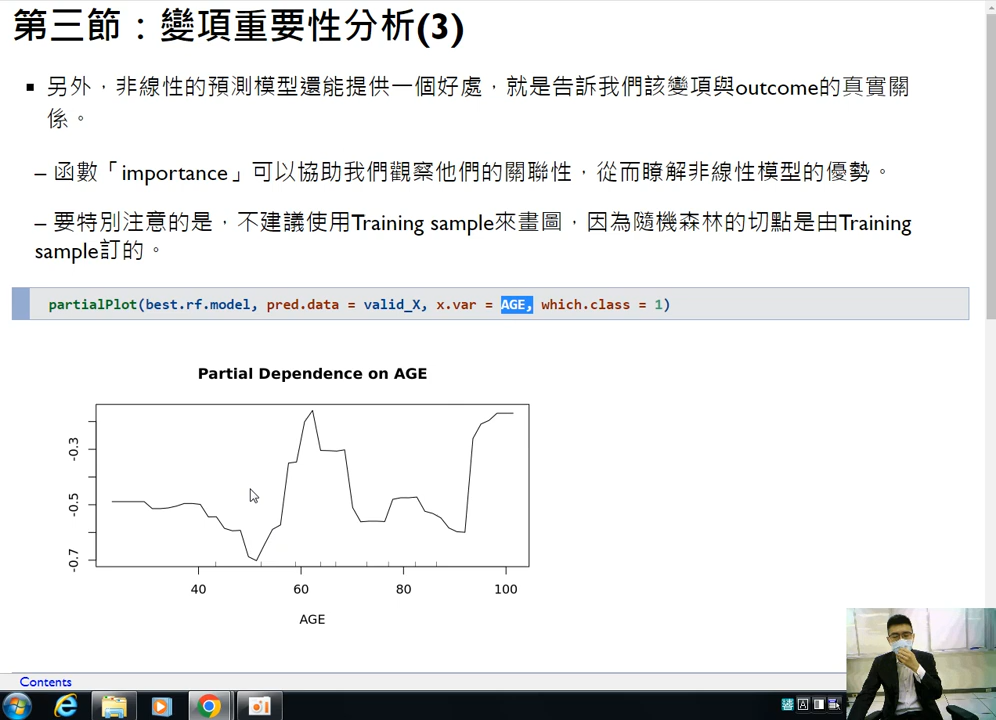 第三節：變項重要性分析(3)
▪ 另外，非線性的預測模型還能提供一個好處，就是告訴我們該變項與outcome的真實關
係。
– 函數「importance」可以協助我們觀察他們的關聯性，從而瞭解非線性模型的優勢。
– 要特別注意的是，不建議使用Training sample來畫圖，因為隨機森林的切點是由Training
sample訂的。
partialPlot(best.rf.model, pred.data = valid_X, x.var = AGE, which.class = 1)
Partial Dependence on AGE
-0.3
-0.5
-0.7
40 60 80 100
AGE
Contents